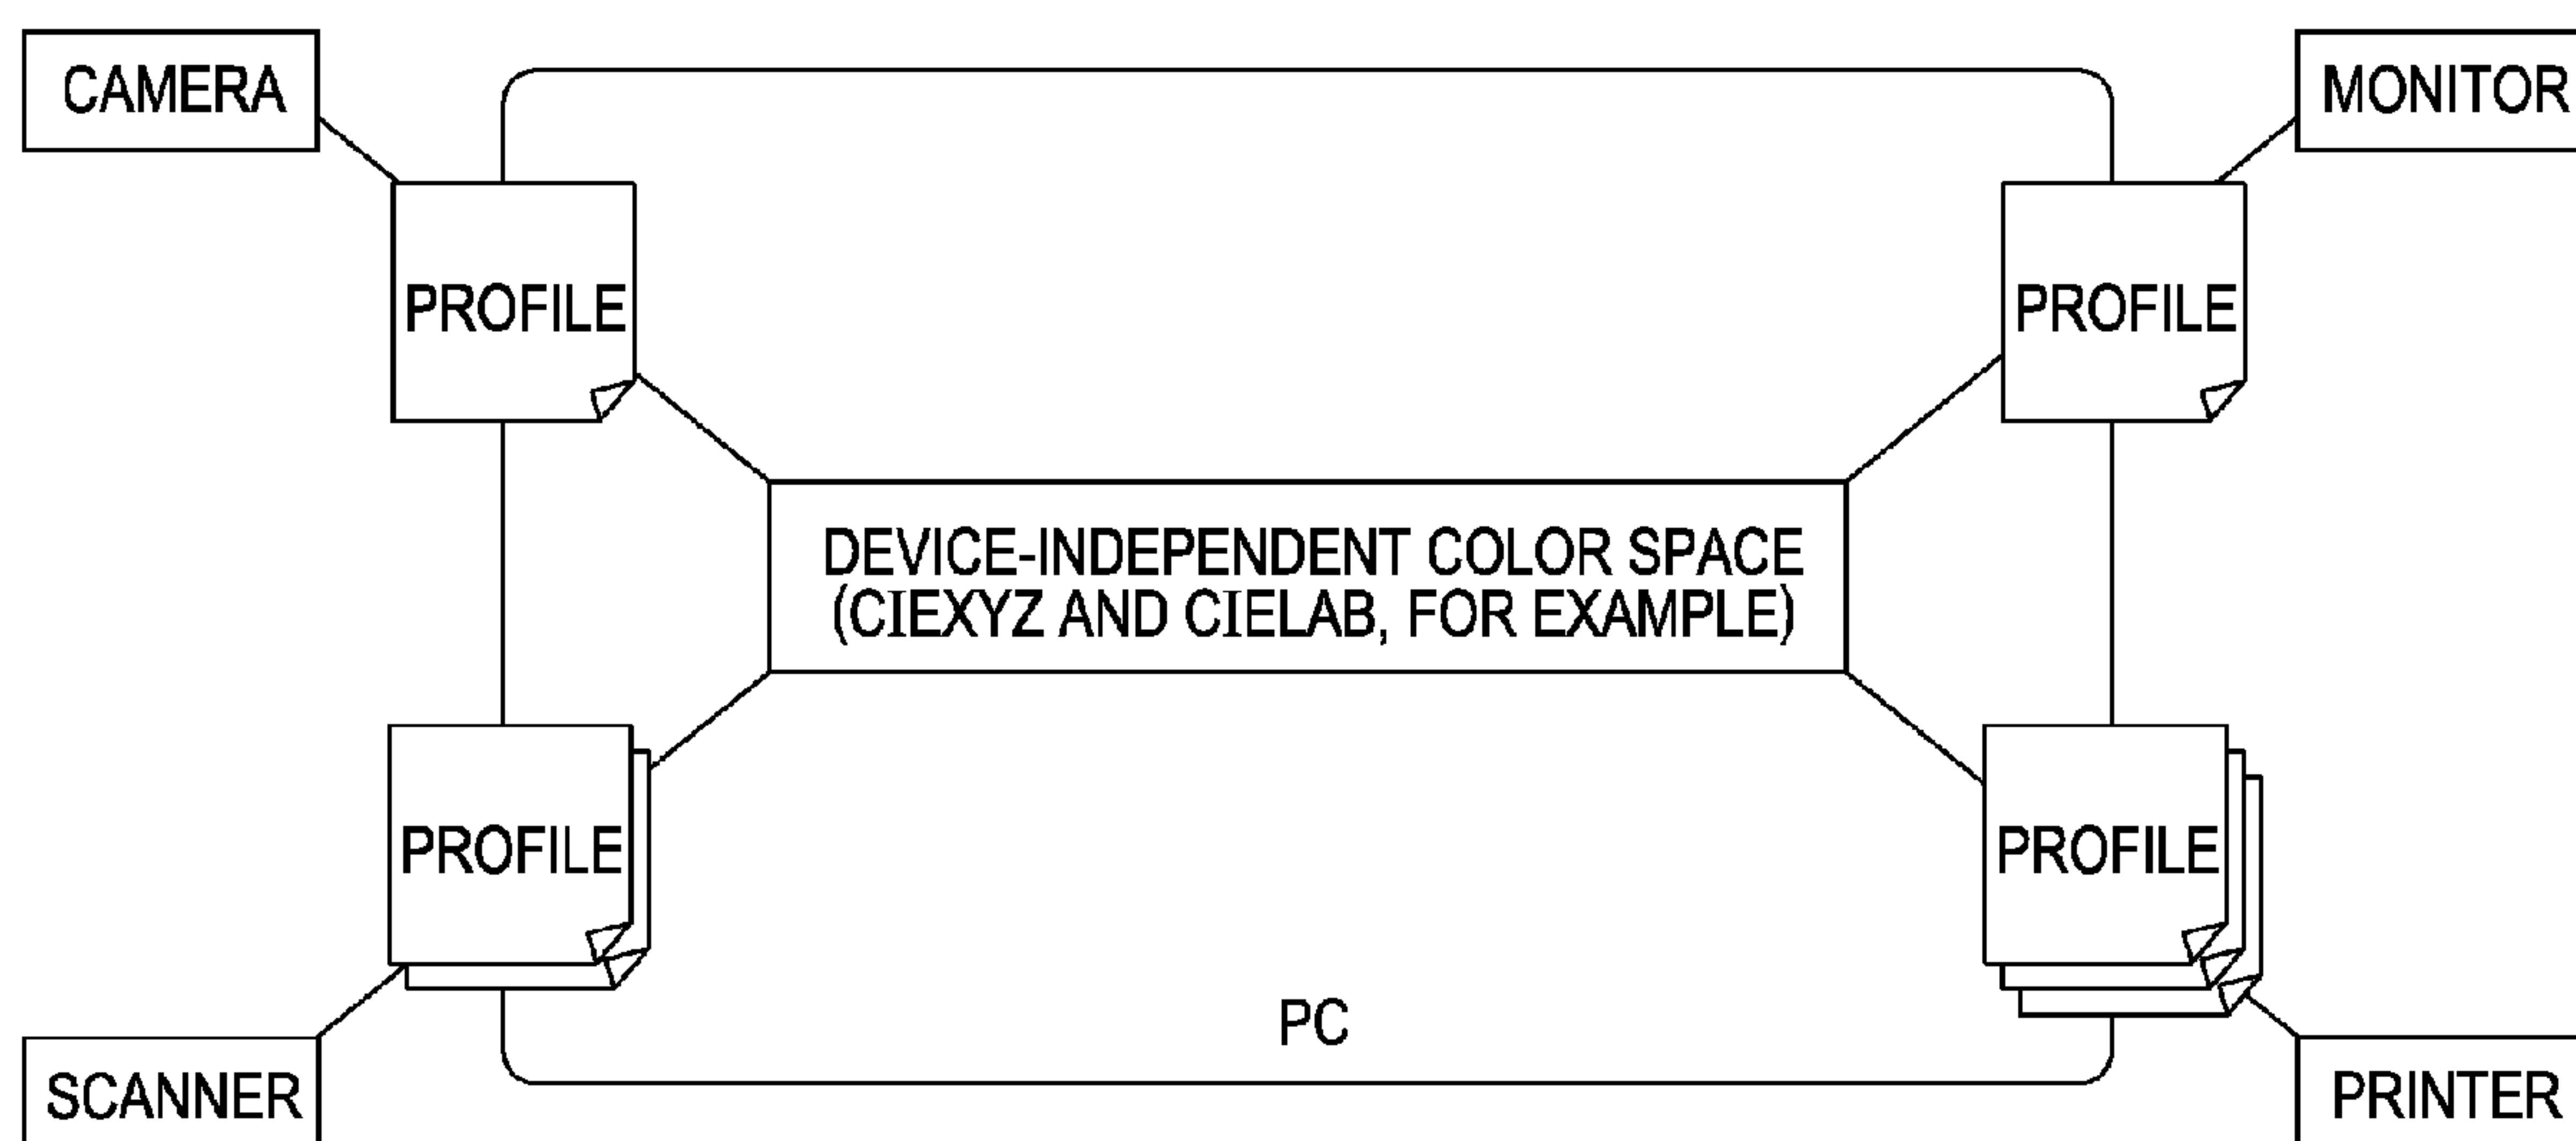 CAMERA
MONITOR
PROFILE
PROFILE
DEVICE-INDEPENDENT COLOR SPACE
(CIEXYZ AND CIELAB, FOR EXAMPLE)
PROFILE
PROFILE
PC
SCANNER
PRINTER